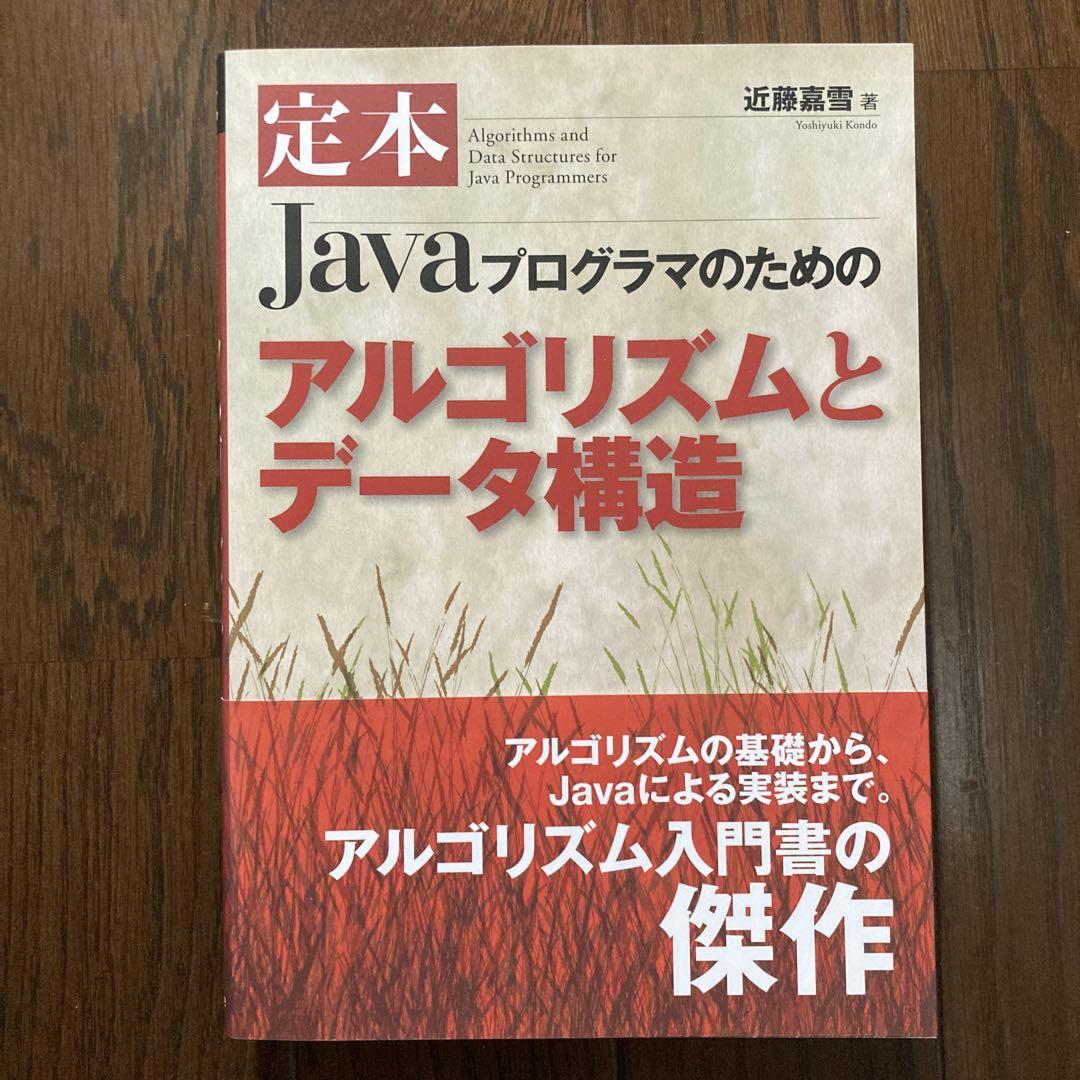 定本
Algorithms and
Data Structures for
Java Programmers
近藤嘉雪 著
Yoshiyuki Kondo
Javaプログラマのための
アルゴリズムと
データ構造
アルゴリズムの基礎から、
Javaによる実装まで。
アルゴリズム入門書の
傑作